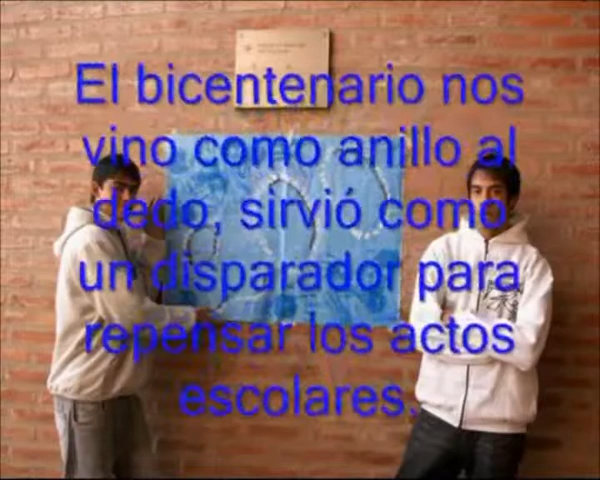 El bicentenario nos
vino como anillo al
dedo, sirvió como
un disparador para
repensar los actos
escolares.